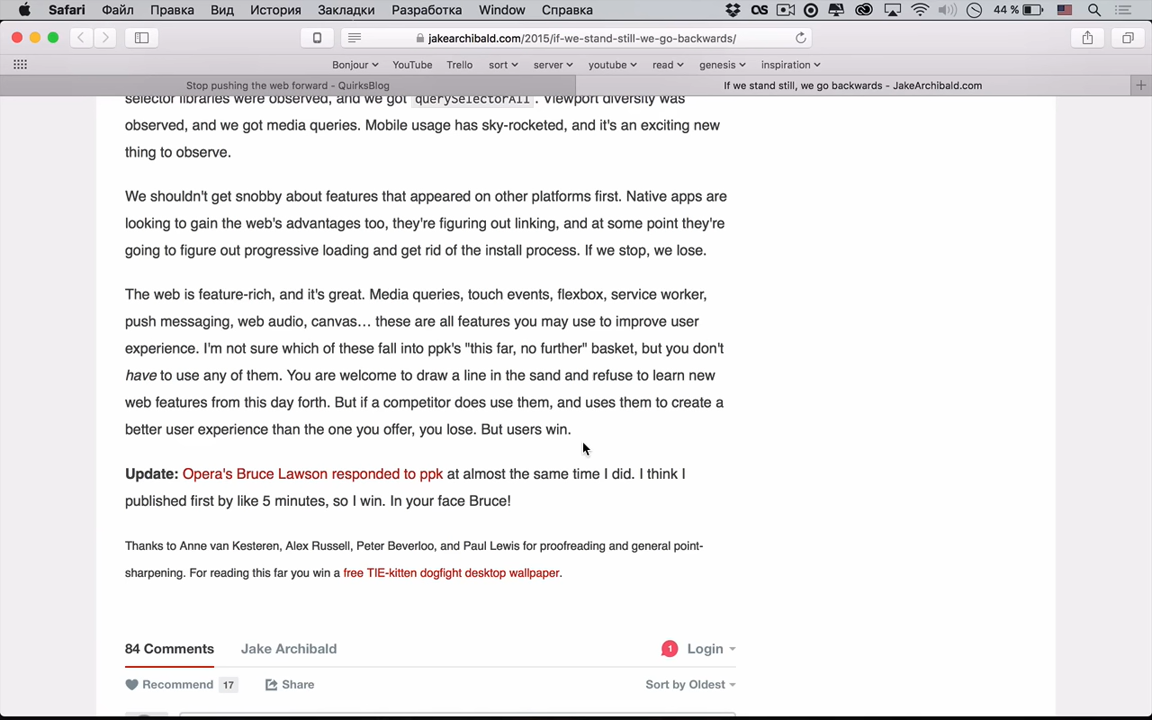 Safari Файл Правка Вид История Закладки Разработка Window Справка 44 %
jakearchibald.com/2015/if-we-stand-still-we-go-backwards/
Bonjour YouTube Trello sort server youtube read genesis inspiration
Stop pushing the web forward - QuirksBlog If we stand still, we go backwards - JakeArchibald.com
selector libraries were observed, and we got querySelectorAll. Viewport diversity was
observed, and we got media queries. Mobile usage has sky-rocketed, and it's an exciting new
thing to observe.
We shouldn't get snobby about features that appeared on other platforms first. Native apps are
looking to gain the web's advantages too, they're figuring out linking, and at some point they're
going to figure out progressive loading and get rid of the install process. If we stop, we lose.
The web is feature-rich, and it's great. Media queries, touch events, flexbox, service worker,
push messaging, web audio, canvas… these are all features you may use to improve user
experience. I'm not sure which of these fall into ppk's "this far, no further" basket, but you don't
have to use any of them. You are welcome to draw a line in the sand and refuse to learn new
web features from this day forth. But if a competitor does use them, and uses them to create a
better user experience than the one you offer, you lose. But users win.
Update: Opera's Bruce Lawson responded to ppk at almost the same time I did. I think I
published first by like 5 minutes, so I win. In your face Bruce!
Thanks to Anne van Kesteren, Alex Russell, Peter Beverloo, and Paul Lewis for proofreading and general point-
sharpening. For reading this far you win a free TIE-kitten dogfight desktop wallpaper.
84 Comments Jake Archibald 1 Login
Recommend 17 Share Sort by Oldest